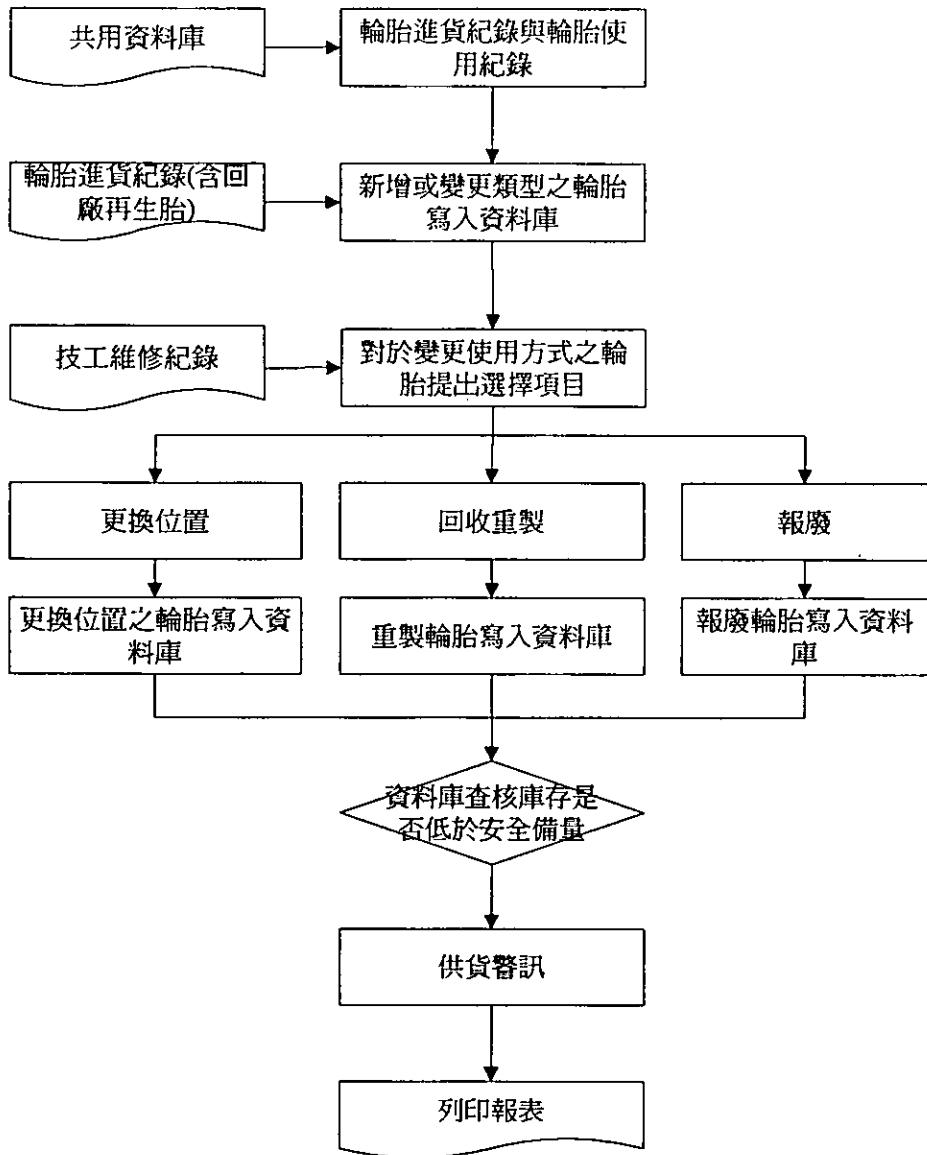 共用資料庫
輪胎進貨紀錄與輪胎使
用紀錄
輪胎進貨紀錄(含回
廠再生胎)
新增或變更類型之輪胎
寫入資料庫
技工維修紀錄
對於變更使用方式之輪
胎提出選擇項目
更換位置
回收重製
報廢
更換位置之輪胎寫入資
料庫
重製輪胎寫入資料庫
報廢輪胎寫入資料
庫
資料庫查核庫存是
否低於安全備量
供貨警訊
列印報表